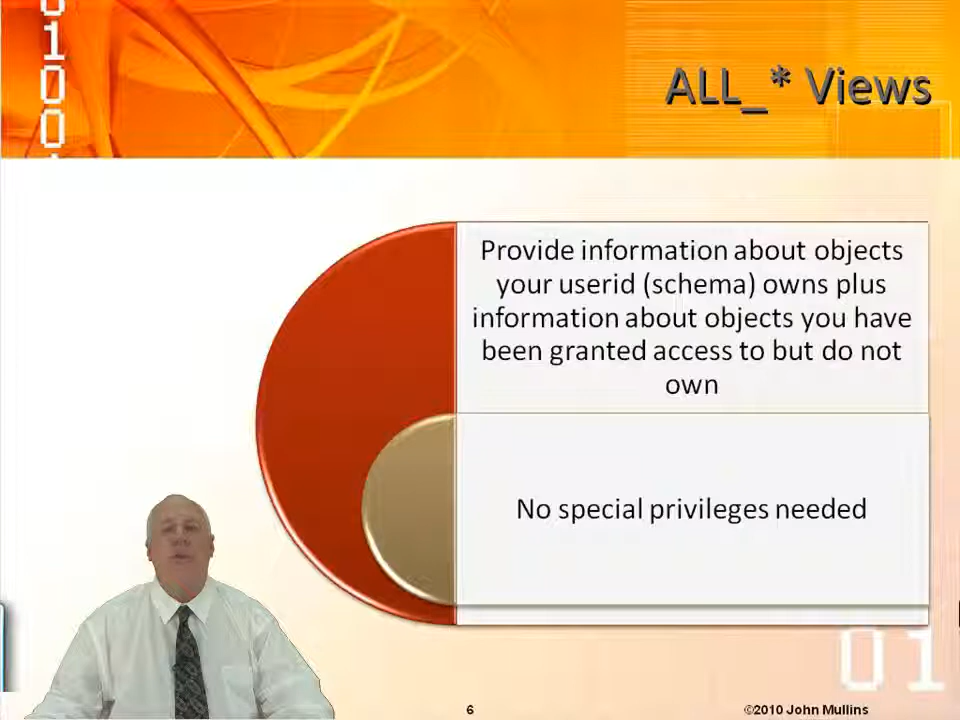 ALL_* Views
Provide information about objects
your userid (schema) owns plus
information about objects you have
been granted access to but do not
own
No special privileges needed
6
©2010 John Mullins